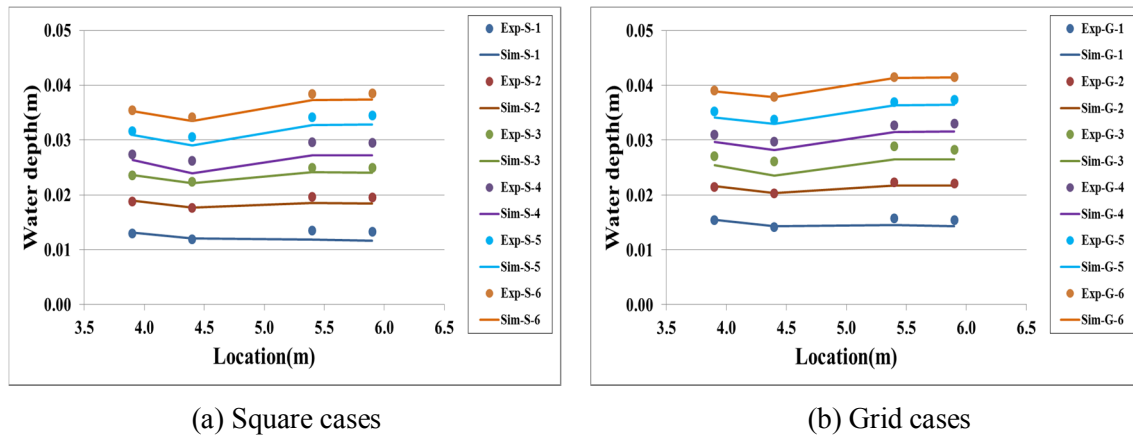 0.05
0.04
0.03
0.02
0.01
0.00
Water depth(m)
3.5 4.0 4.5 5.0 5.5 6.0 6.5
Location(m)
Exp-S-1
Sim-S-1
Exp-S-2
Sim-S-2
Exp-S-3
Sim-S-3
Exp-S-4
Sim-S-4
Exp-S-5
Sim-S-5
Exp-S-6
Sim-S-6
(a) Square cases
0.05
0.04
0.03
0.02
0.01
0.00
Water depth(m)
3.5 4.0 4.5 5.0 5.5 6.0 6.5
Location(m)
Exp-G-1
Sim-G-1
Exp-G-2
Sim-G-2
Exp-G-3
Sim-G-3
Exp-G-4
Sim-G-4
Exp-G-5
Sim-G-5
Exp-G-6
Sim-G-6
(b) Grid cases